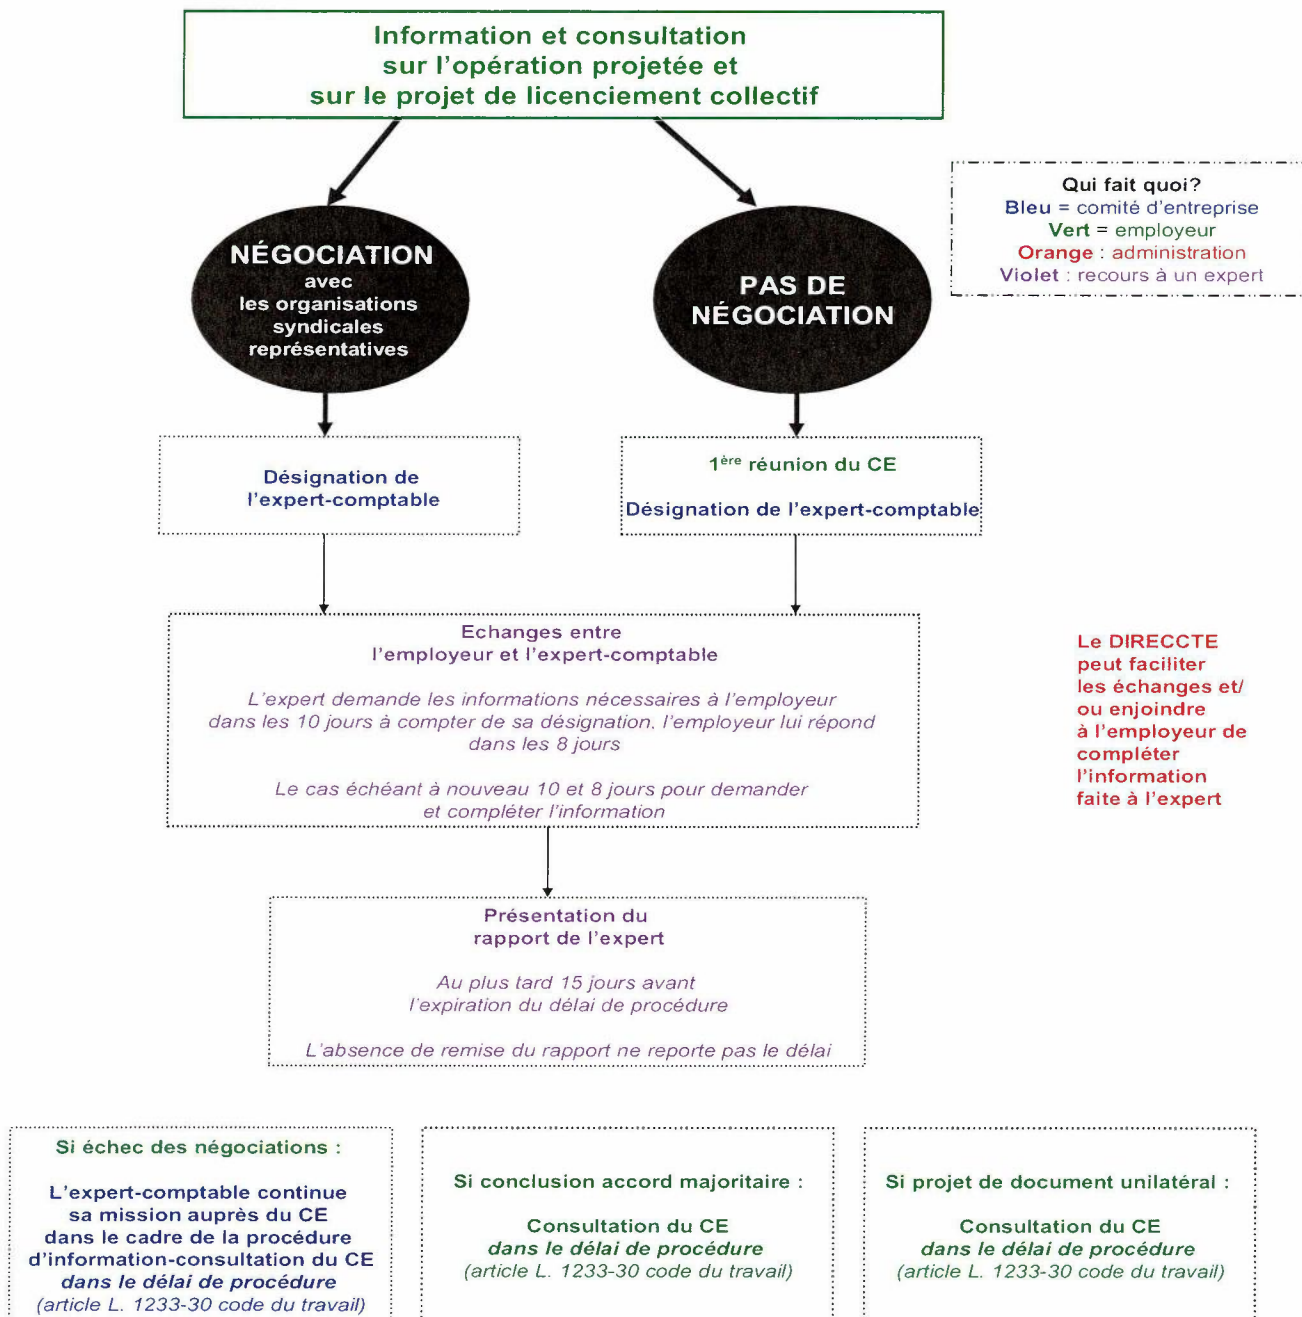 Information et consultation
sur l'opération projetée et
sur le projet de licenciement collectif
Qui fait quoi?
Bleu = comité d'entreprise
Vert = employeur
Orange : administration
Violet : recours à un expert
NÉGOCIATION
avec
les organisations
syndicales
représentatives
PAS DE
NÉGOCIATION
Désignation de
l'expert-comptable
1ère réunion du CE
Désignation de l'expert-comptable
Echanges entre
l'employeur et l'expert-comptable
L'expert demande les informations nécessaires à l'employeur
dans les 10 jours à compter de sa désignation, l'employeur lui répond
dans les 8 jours
Le cas échéant à nouveau 10 et 8 jours pour demander
et compléter l'information
Le DIRECCTE
peut faciliter
les échanges et/
ou enjoindre
à l'employeur de
compléter
l'information
faite à l'expert
Présentation du
rapport de l'expert
Au plus tard 15 jours avant
l'expiration du délai de procédure
L'absence de remise du rapport ne reporte pas le délai
Si échec des négociations :
L'expert-comptable continue
sa mission auprès du CE
dans le cadre de la procédure
d'information-consultation du CE
dans le délai de procédure
(article L. 1233-30 code du travail)
Si conclusion accord majoritaire :
Consultation du CE
dans le délai de procédure
(article L. 1233-30 code du travail)
Si projet de document unilatéral :
Consultation du CE
dans le délai de procédure
(article L. 1233-30 code du travail)